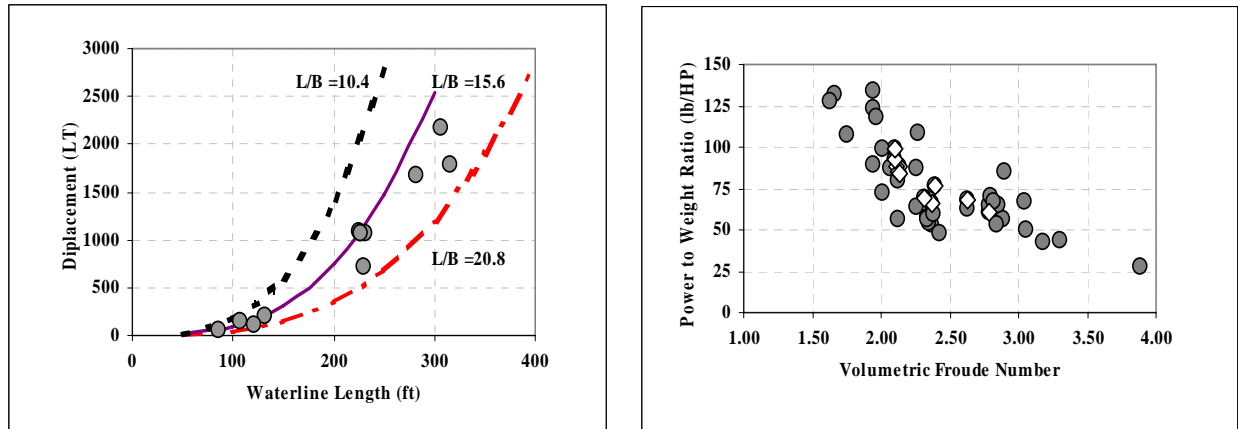 3000
2500
2000
1500
1000
500
0
Diplacement (LT)
L/B =10.4
L/B =15.6
L/B =20.8
0 100 200 300 400
Waterline Length (ft)
150
125
100
75
50
25
0
Power to Weight Ratio (lb/HP)
1.00 1.50 2.00 2.50 3.00 3.50 4.00
Volumetric Froude Number